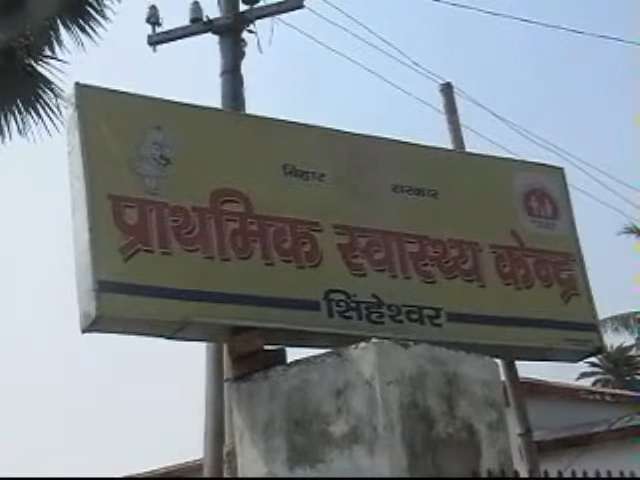 बिहार सरकार
प्राथमिक स्वास्थ्य केन्द्र
सिंहेश्वर